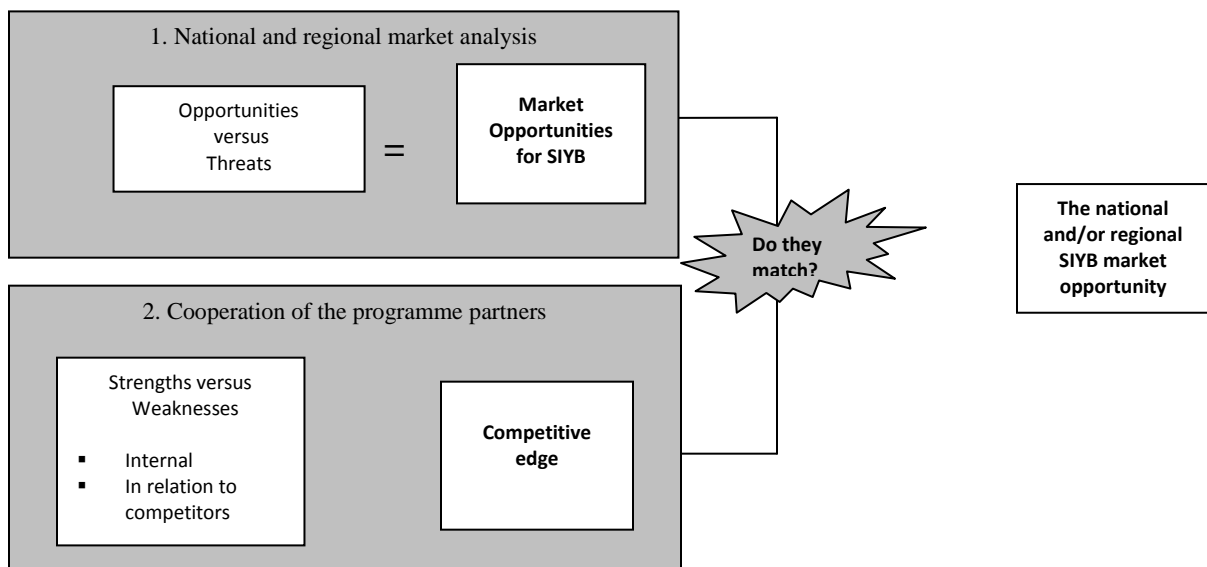 1. National and regional market analysis
Opportunities
versus
Threats
=
Market
Opportunities
for SIYB
Do they
match?
The national
and/or regional
SIYB market
opportunity
2. Cooperation of the programme partners
Strengths versus
Weaknesses
▪ Internal
▪ In relation to
competitors
Competitive
edge